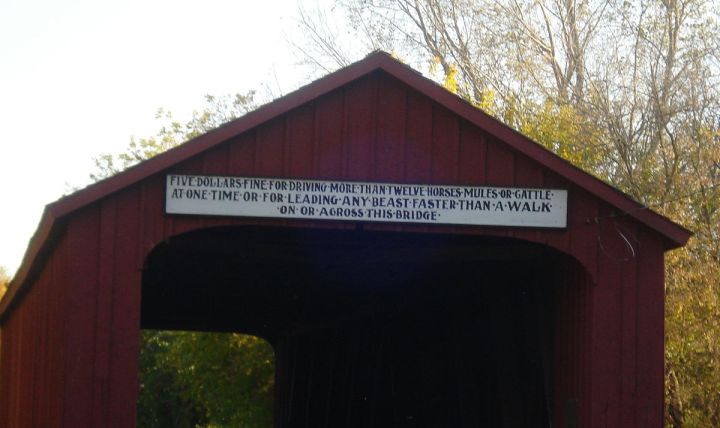 FIVE·DOLLARS·FINE·FOR·DRIVING·MORE·THAN·TWELVE·HORSES·MULES·OR·CATTLE·
AT·ONE·TIME·OR·FOR·LEADING·ANY·BEAST·FASTER·THAN·A·WALK·
·ON·OR·ACROSS·THIS·BRIDGE·